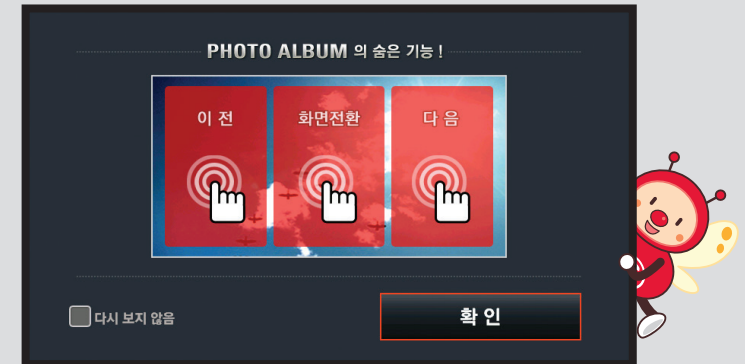 PHOTO ALBUM 의 숨은 기능 !
이 전
화면전환
다 음
다시 보지 않음
확 인